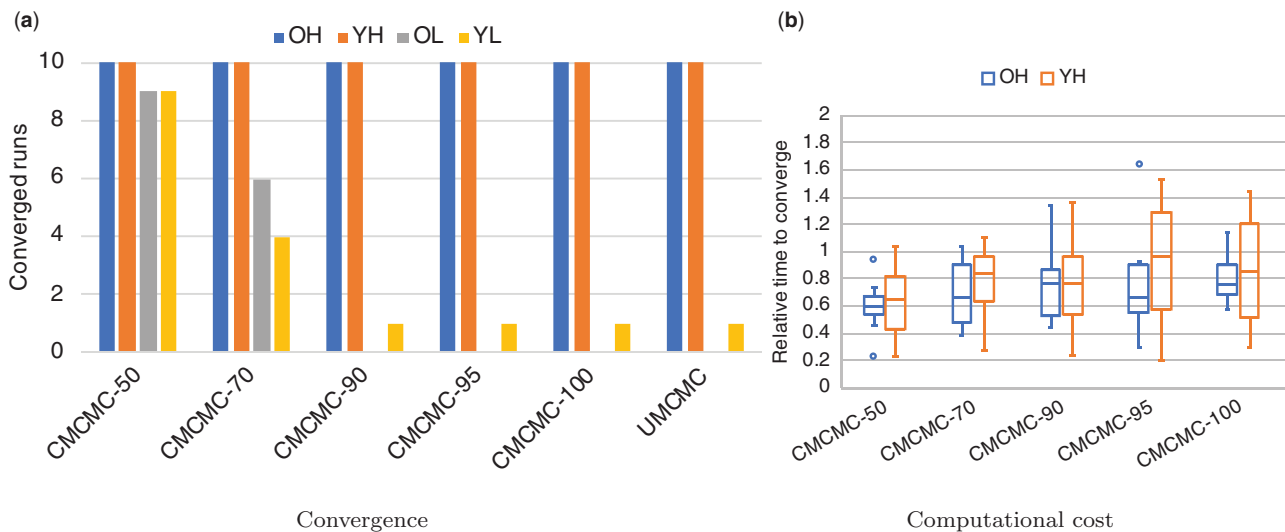 (a)
OH YH OL YL
Converged runs
10
8
6
4
2
0
CMCMC-50
CMCMC-70
CMCMC-90
CMCMC-95
CMCMC-100
UMCMC
Convergence
(b)
OH YH
Relative time to converge
2
1.8
1.6
1.4
1.2
1
0.8
0.6
0.4
0.2
0
CMCMC-50
CMCMC-70
CMCMC-90
CMCMC-95
CMCMC-100
Computational cost